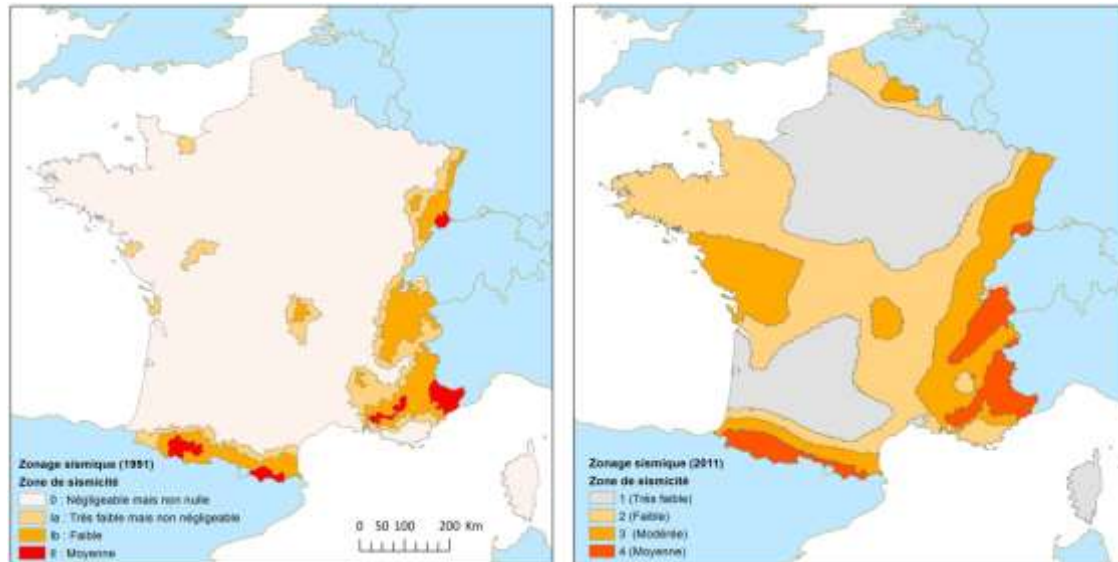 Zonage sismique (1991)
Zone de sismicité
0 : Négligeable mais non nulle
Ia : Très faible mais non négligeable
Ib : Faible
II : Moyenne
0 50 100 200 Km
Zonage sismique (2011)
Zone de sismicité
1 (Très faible)
2 (Faible)
3 (Modérée)
4 (Moyenne)